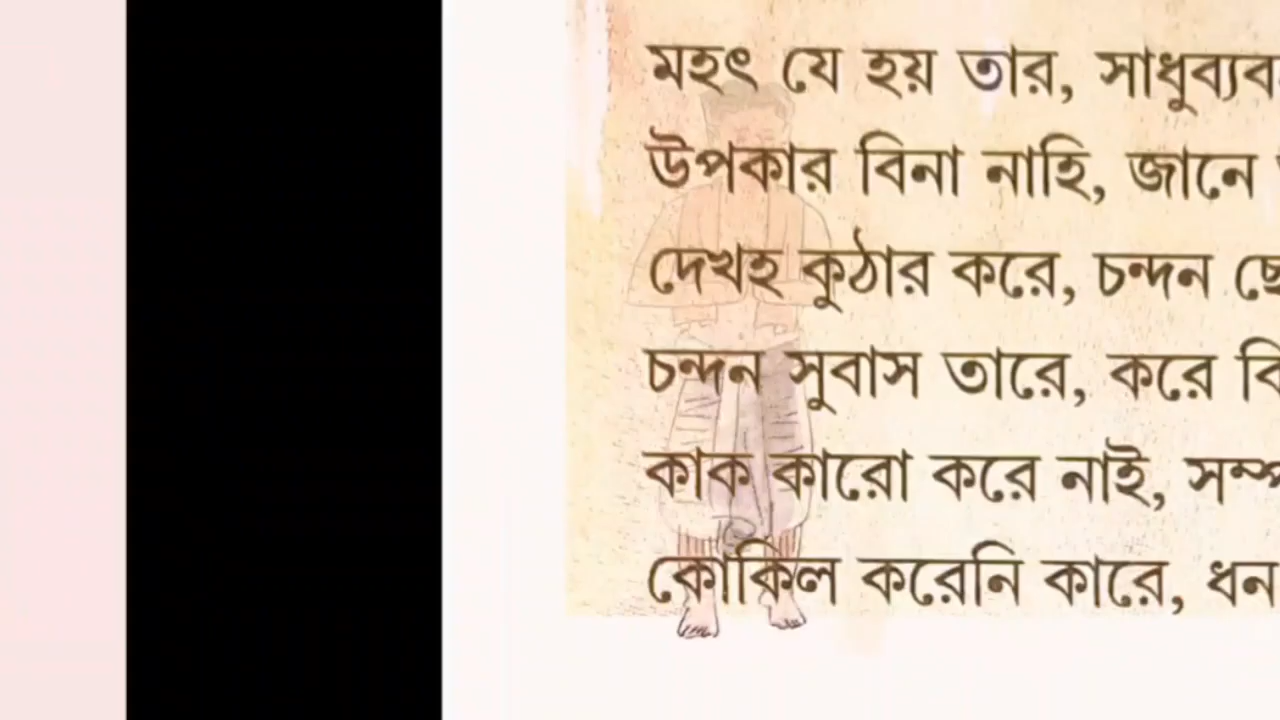 মহৎ যে হয় তার, সাধুব্যব
উপকার বিনা নাহি, জানে
দেখহ কুঠার করে, চন্দন ছে
চন্দন সুবাস তারে, করে বি
কাক কারো করে নাই, সম্প
কোকিল করেনি কারে, ধন